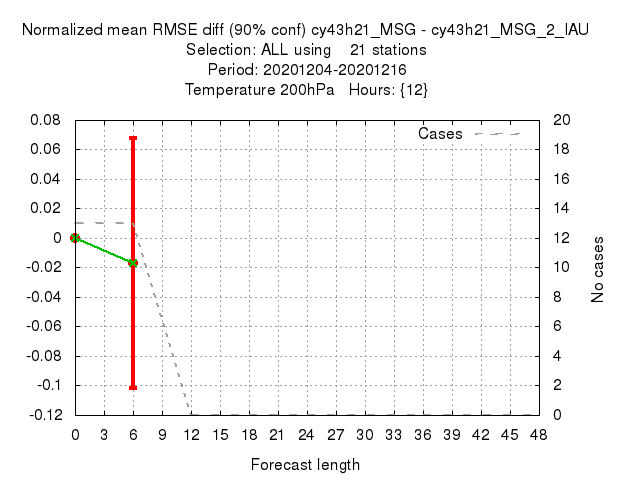 Normalized mean RMSE diff (90% conf) cy43h21_MSG - cy43h21_MSG_2_IAU
Selection: ALL using    21 stations
Period: 20201204-20201216
Temperature 200hPa   Hours: {12}
Cases
0.08
0.06
0.04
0.02
0
-0.02
-0.04
-0.06
-0.08
-0.1
-0.12
20
18
16
14
12
10
8
6
4
2
0
No cases
0 3 6 9 12 15 18 21 24 27 30 33 36 39 42 45 48
Forecast length